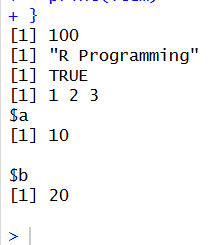 + }
[1] 100
[1] "R Programming"
[1] TRUE
[1] 1 2 3
$a
[1] 10
$b
[1] 20
>